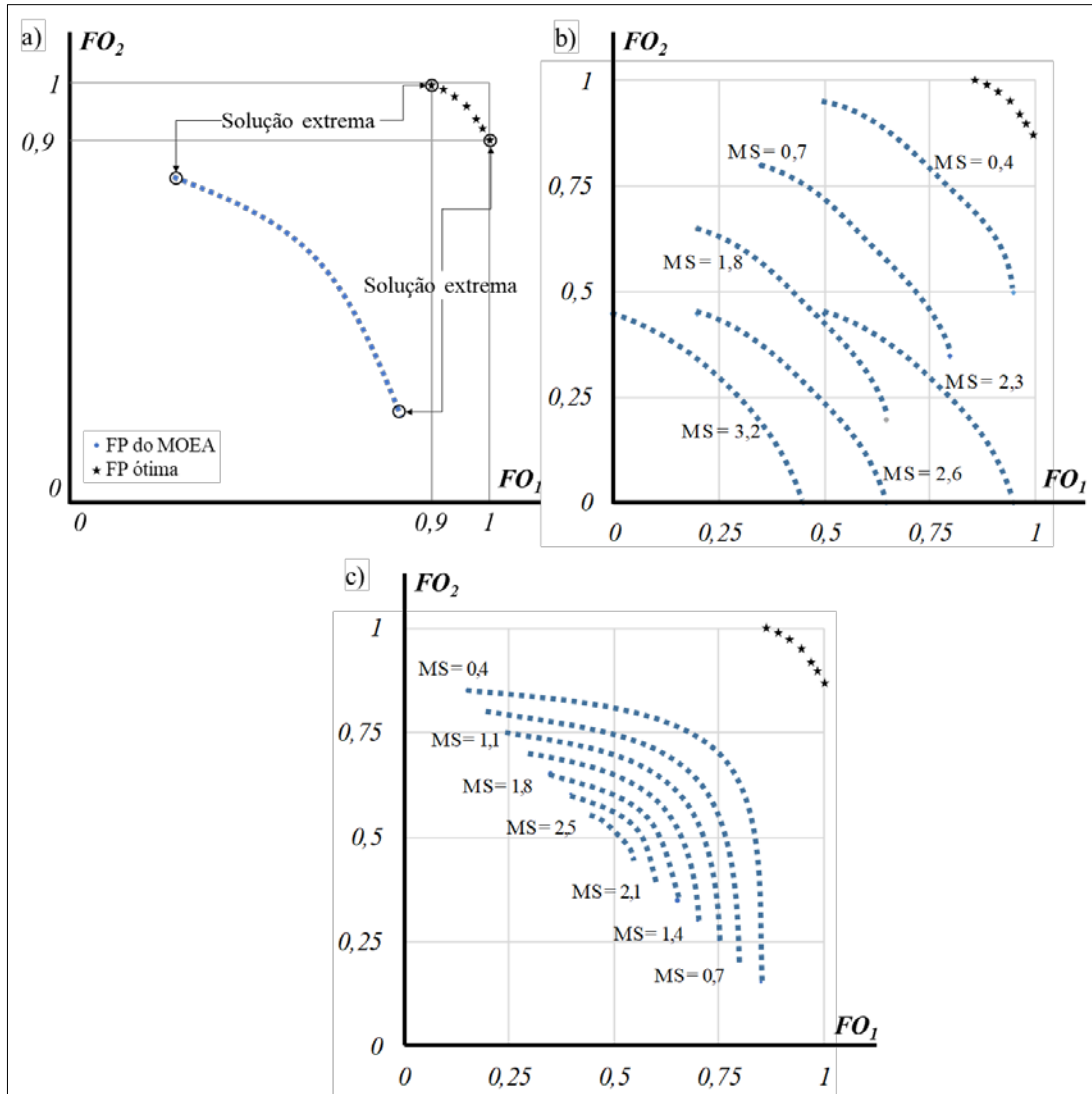 a)
FO2
1
Solução extrema
0,9
Solução extrema
FP do MOEA
FP ótima
0
FO1
0
0,9
1
b)
FO2
1
MS= 0,7
MS= 0,4
0,75
MS= 1,8
0,5
MS= 2,3
0,25
MS= 3,2
MS= 2,6
FO1
0
0
0,25
0,5
0,75
1
c)
FO2
1
MS= 0,4
0,75
MS= 1,1
MS= 1,8
MS= 2,5
0,5
MS= 2,1
MS= 1,4
0,25
MS= 0,7
FO1
0
0
0,25
0,5
0,75
1